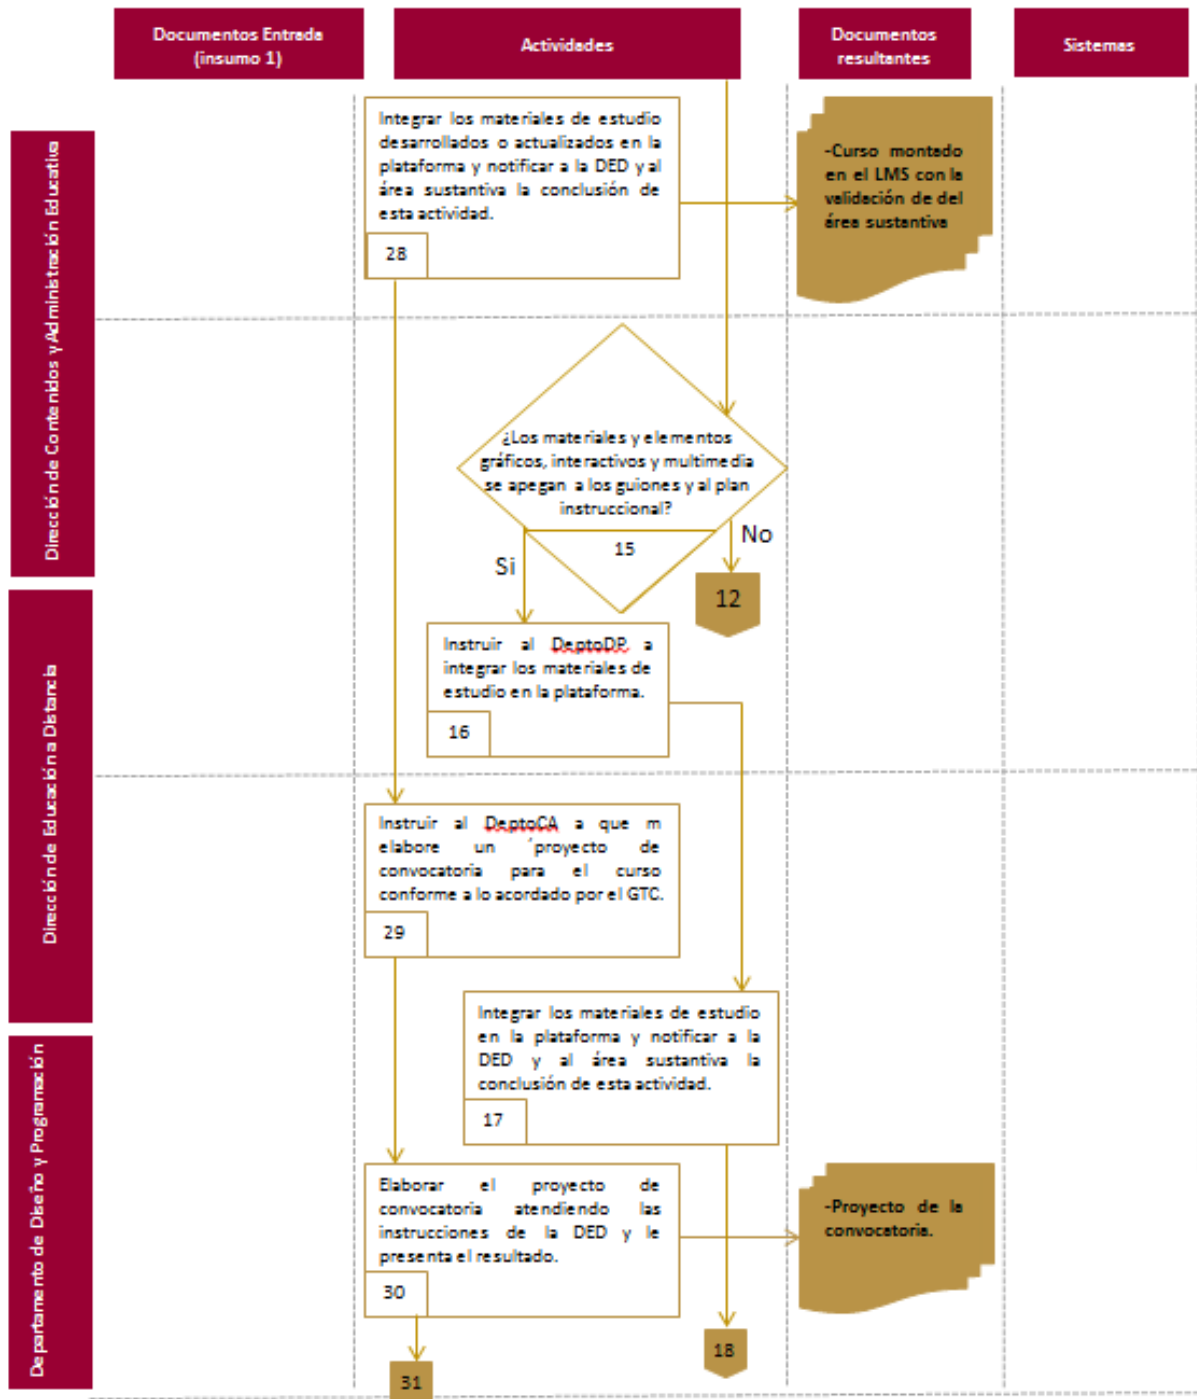 Documentos Entrada
(insumo 1)
Actividades
Documentos
resultantes
Sistemas
Dirección de Contenidos y Administración Educativa
Integrar los materiales de estudio
desarrollados o actualizados en la
plataforma y notificar a la DED y al
área sustantiva la conclusión de
esta actividad.
28
-Curso montado
en el LMS con la
validación de del
área sustantiva
¿Los materiales y elementos
gráficos, interactivos y multimedia
se apegan a los guiones y al plan
instruccional?
15
Si
No
12
Dirección de Educación a Distancia
Instruir al DeptoDP. a
integrar los materiales de
estudio en la plataforma.
16
Instruir al DeptoCA a que m
elabore un ´proyecto de
convocatoria para el curso
conforme a lo acordado por el GTC.
29
Integrar los materiales de estudio
en la plataforma y notificar a la
DED y al área sustantiva la
conclusión de esta actividad.
17
Departamento de Diseño y Programación
Elaborar el proyecto de
convocatoria atendiendo las
instrucciones de la DED y le
presenta el resultado.
30
-Proyecto de la
convocatoria.
18
31